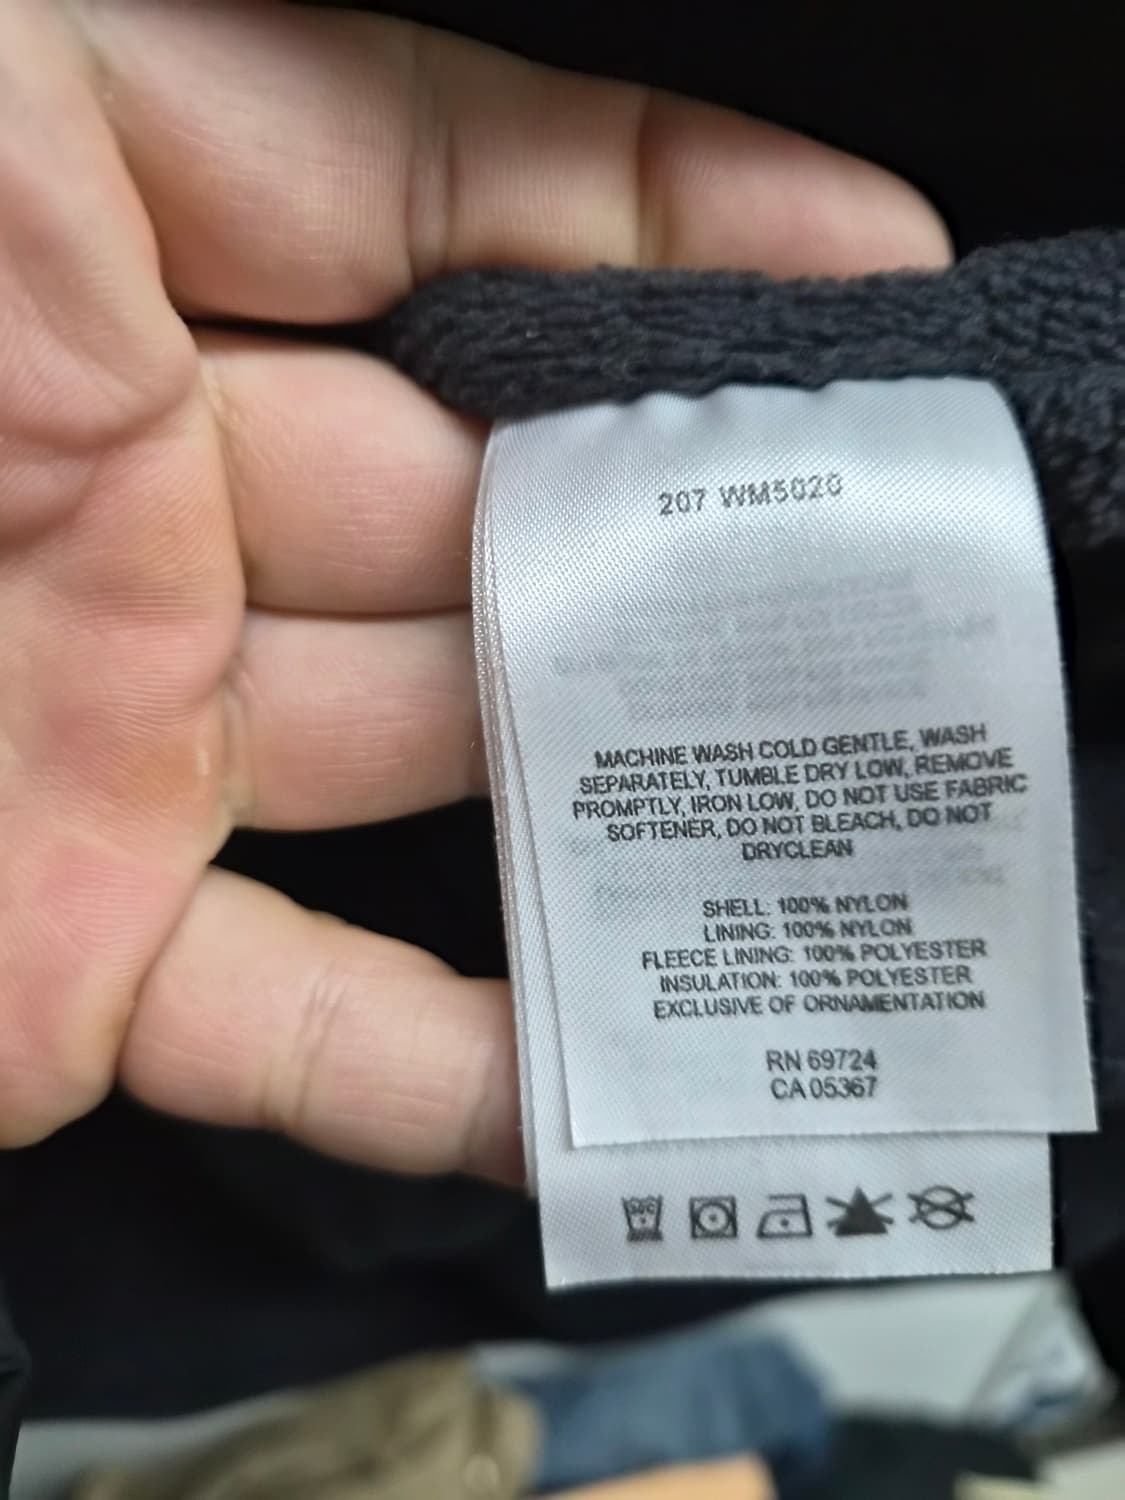 207 WM5020
MACHINE WASH COLD GENTLE, WASH
SEPARATELY, TUMBLE DRY LOW, REMOVE
PROMPTLY, IRON LOW, DO NOT USE FABRIC
SOFTENER, DO NOT BLEACH, DO NOT
DRYCLEAN
SHELL: 100% NYLON
LINING: 100% NYLON
FLEECE LINING: 100% POLYESTER
INSULATION: 100% POLYESTER
EXCLUSIVE OF ORNAMENTATION
RN 69724
CA 05367
30C